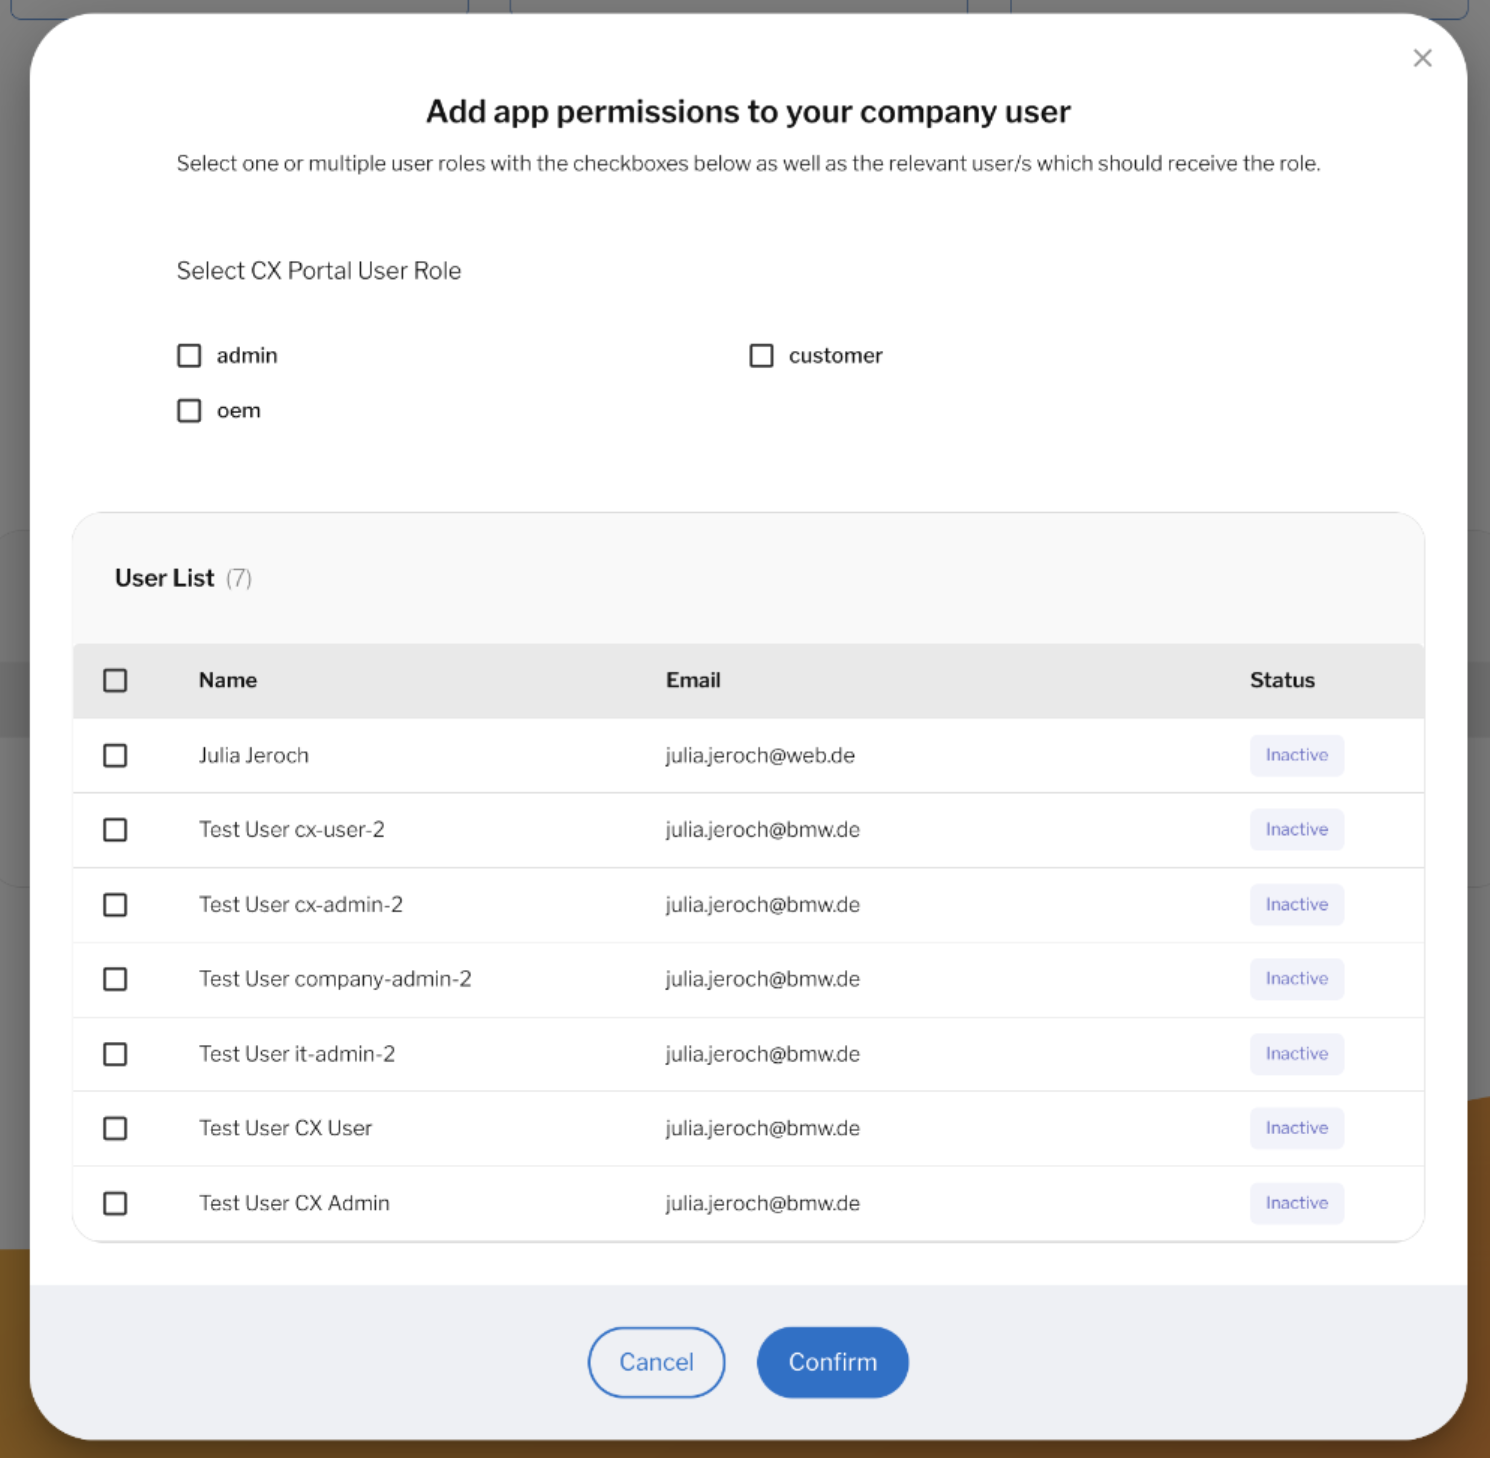 Add app permissions to your company user
Select one or multiple user roles with the checkboxes below as well as the relevant user/s which should receive the role.
Select CX Portal User Role
admin customer
oem
User List (7)
Name Email Status
Julia Jeroch julia.jeroch@web.de Inactive
Test User cx-user-2 julia.jeroch@bmw.de Inactive
Test User cx-admin-2 julia.jeroch@bmw.de Inactive
Test User company-admin-2 julia.jeroch@bmw.de Inactive
Test User it-admin-2 julia.jeroch@bmw.de Inactive
Test User CX User julia.jeroch@bmw.de Inactive
Test User CX Admin julia.jeroch@bmw.de Inactive
Cancel Confirm